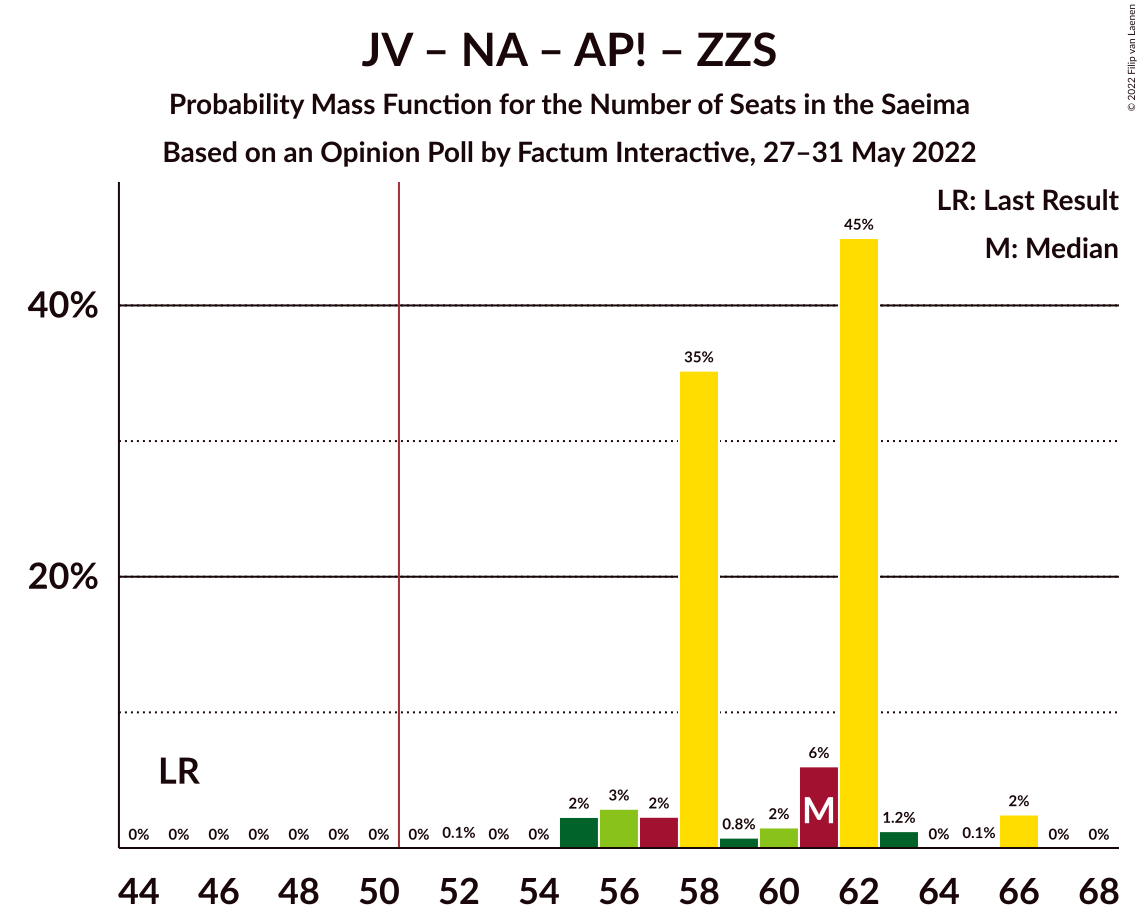 JV – NA – AP! – ZZS
Probability Mass Function for the Number of Seats in the Saeima
Based on an Opinion Poll by Factum Interactive, 27–31 May 2022
© 2022 Filip van Laenen
LR: Last Result
M: Median
45%
40%
35%
20%
6%
LR
M
0% 0% 0% 0% 0% 0% 0% 0% 0.1% 0% 0% 2% 3% 2% 0.8% 2% 1.2% 0% 0.1% 2% 0% 0%
44 46 48 50 52 54 56 58 60 62 64 66 68